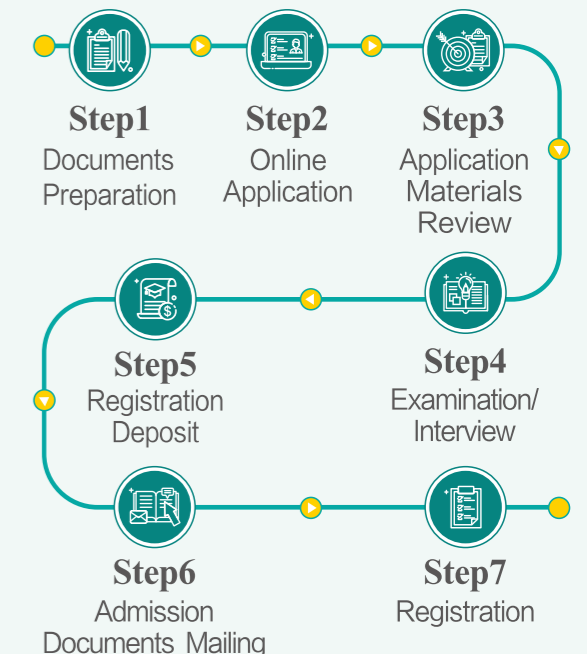 Step1
Documents
Preparation
Step2
Online
Application
Step3
Application
Materials
Review
Step4
Examination/
Interview
Step5
Registration
Deposit
Step6
Admission
Documents Mailing
Step7
Registration